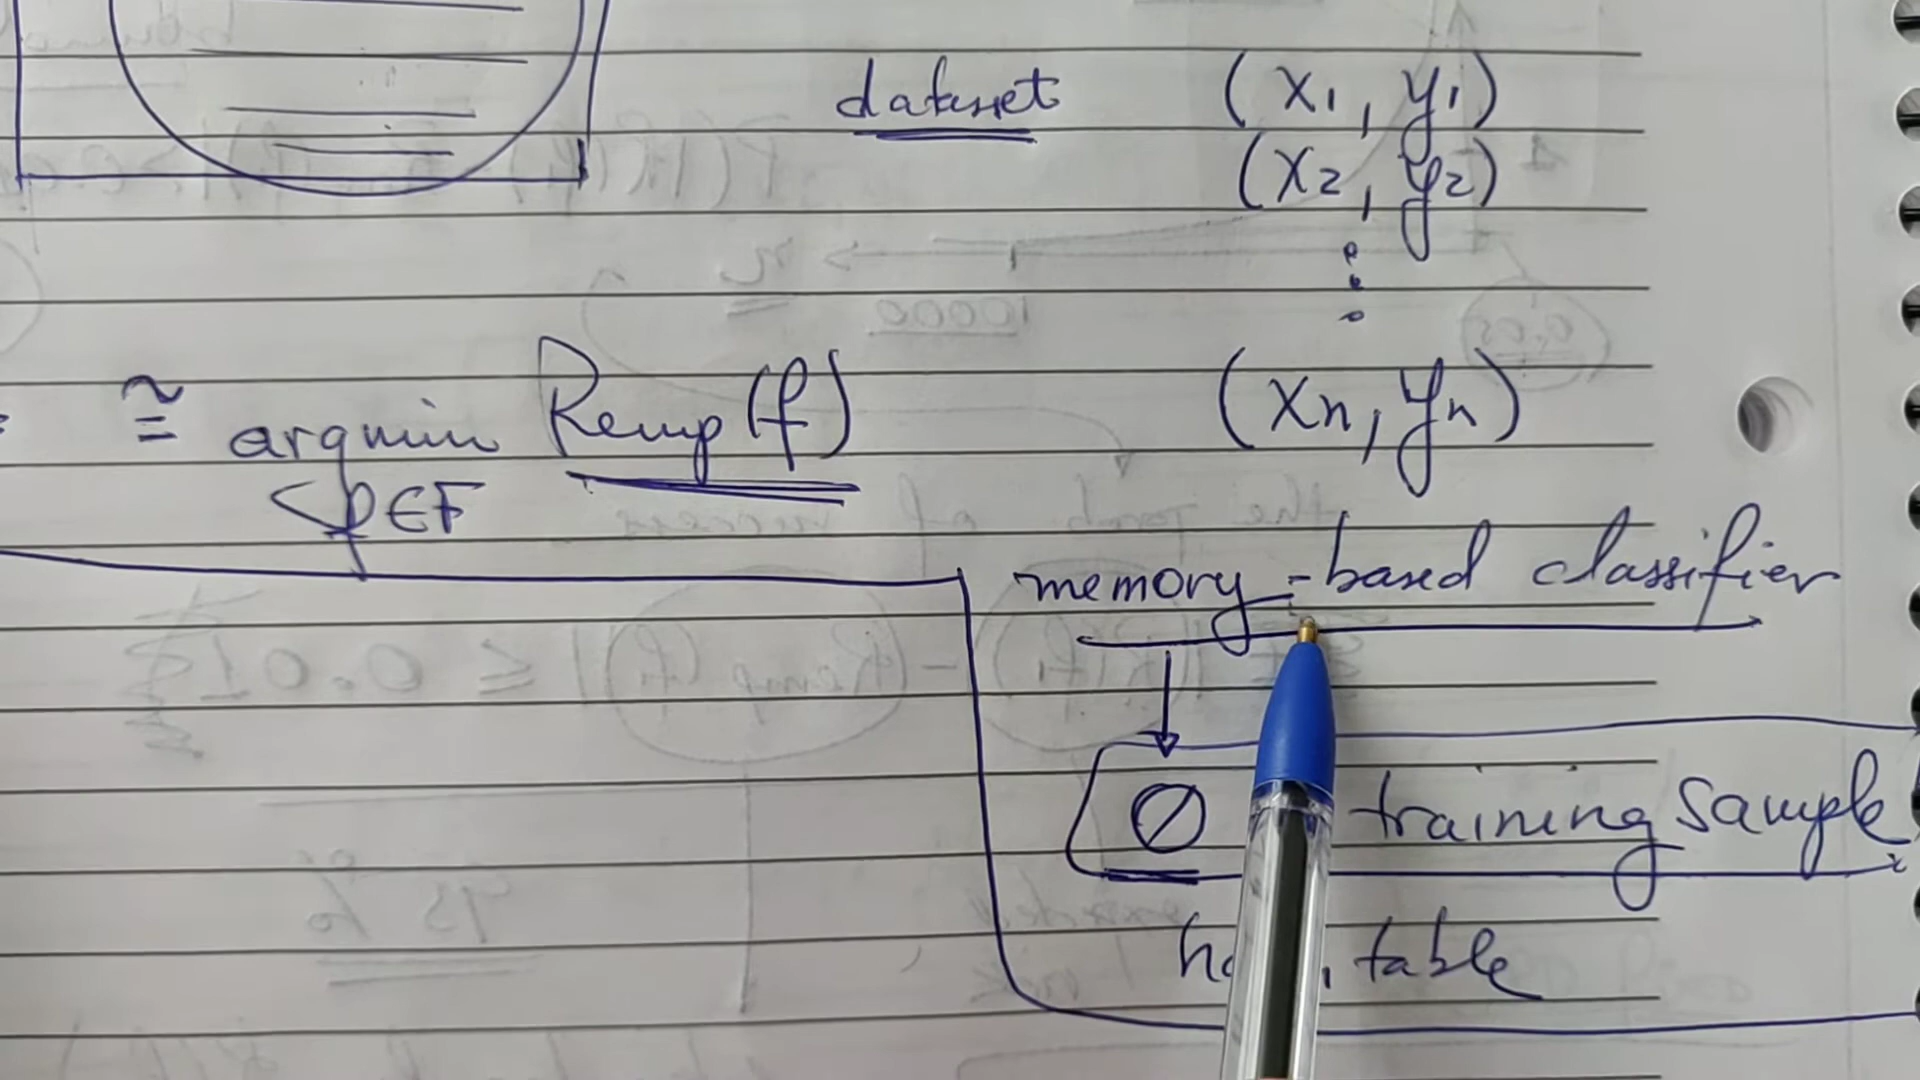 dataset (x1, y1)
(x2, y2)
(xn, yn)
≅ argmin Remp(f)
f∈F
memory-based classifier
training sample
table